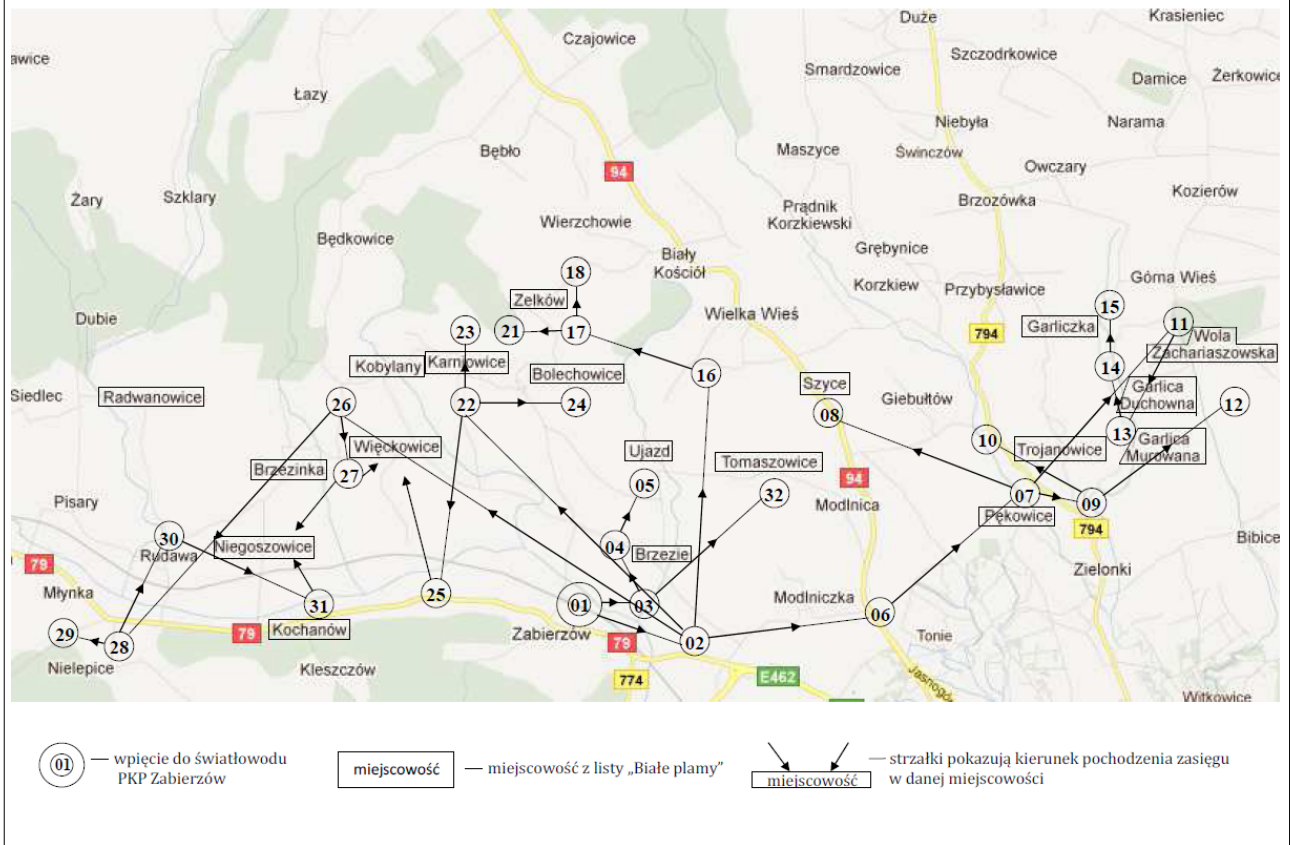 Duże
Krasieniec
Czajowice
awice
Szczodrkowice
Smardzowice
Damice
Żerkowice
Łazy
Niebyła
Narama
Bębło
Maszyce
Świnczów
Owczary
94
Żary
Szklary
Kozierów
Brzozówka
Prądnik
Korzkiewski
Wierzchowie
Będkowice
Grębynice
Biały
Kościół
18
Górna Wieś
Korzkiew
Przybysławice
Zelków
15
Dubie
Wielka Wieś
11
23
21
17
794
Garliczka
Wola
Zachariaszowska
Kobylany
Karniowice
14
Bolechowice
16
Szyce
Garlica
Duchowna
Siedlec
Radwanowice
26
22
24
08
Giebułtów
12
13
10
Więckowice
Ujazd
Trojanowice
Garlica
Murowana
Brzezinka
27
Tomaszowice
94
05
32
07
09
Pisary
Modlnica
Pękowice
794
30
04
Bibice
Rudawa
Niegoszowice
Brzezie
79
Zielonki
Młynka
25
31
01
03
Modlniczka
06
29
28
79
Kochanów
Zabierzów
79
02
Tonie
Nielepice
Kleszczów
774
E462
Jasnogó
Witkowice
01
wpięcie do światłowodu
PKP Zabierzów
miejscowość
miejscowość z listy „Białe plamy”
miejscowość
strzałki pokazują kierunek pochodzenia zasięgu
w danej miejscowości